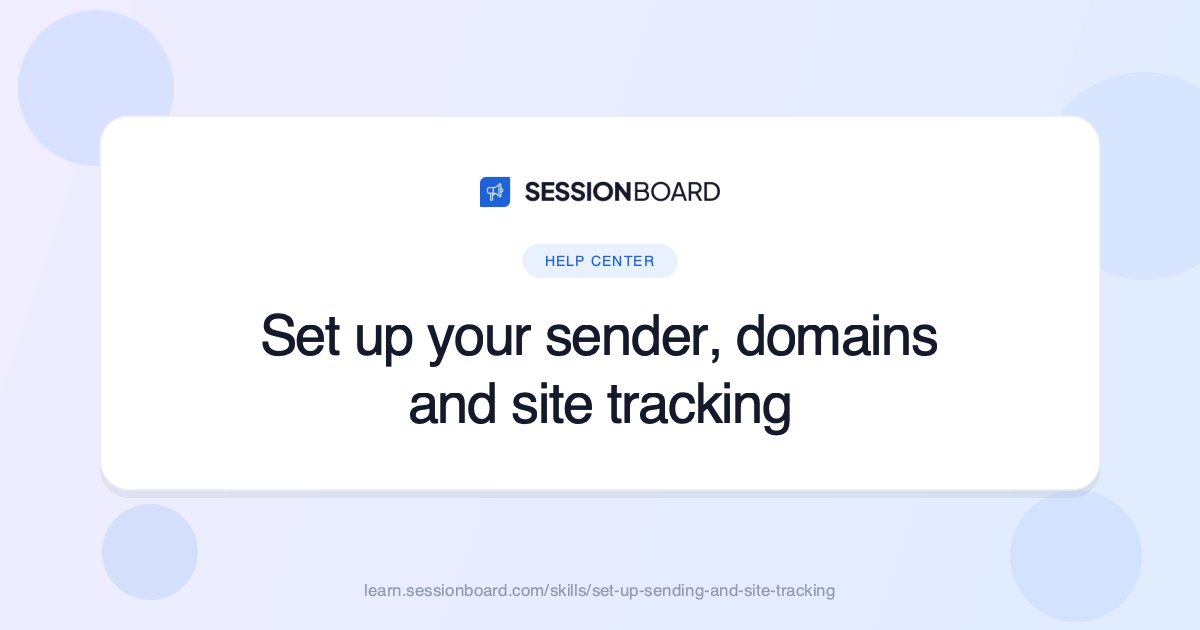 SESSIONBOARD
HELP CENTER
Set up your sender, domains
and site tracking
learn.sessionboard.com/skills/set-up-sending-and-site-tracking